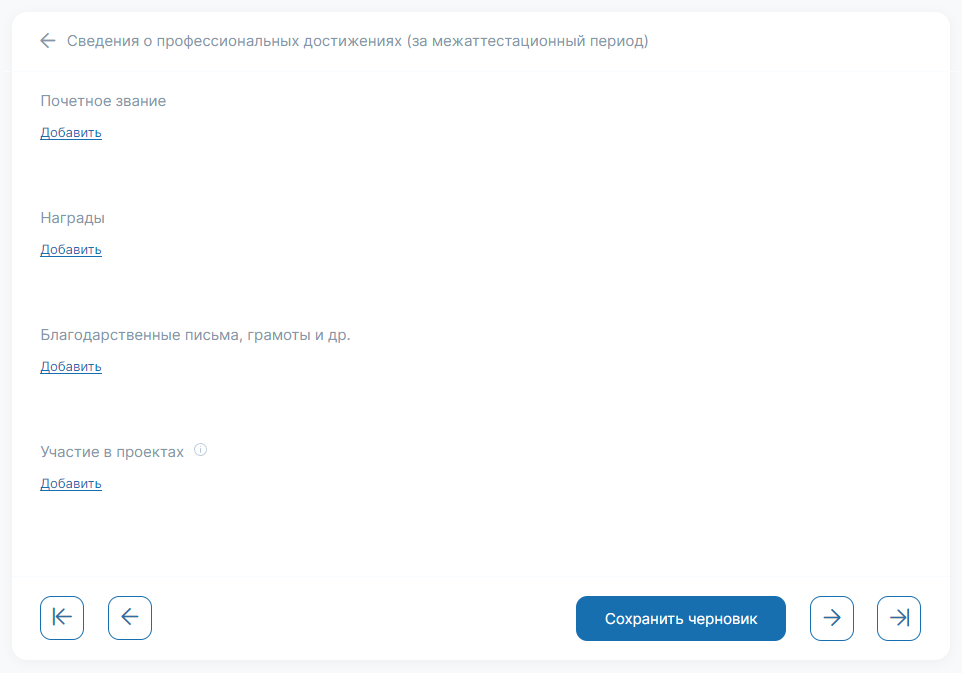 Сведения о профессиональных достижениях (за межаттестационный период)
Почетное звание
Добавить
Награды
Добавить
Благодарственные письма, грамоты и др.
Добавить
Участие в проектах
Добавить
Сохранить черновик